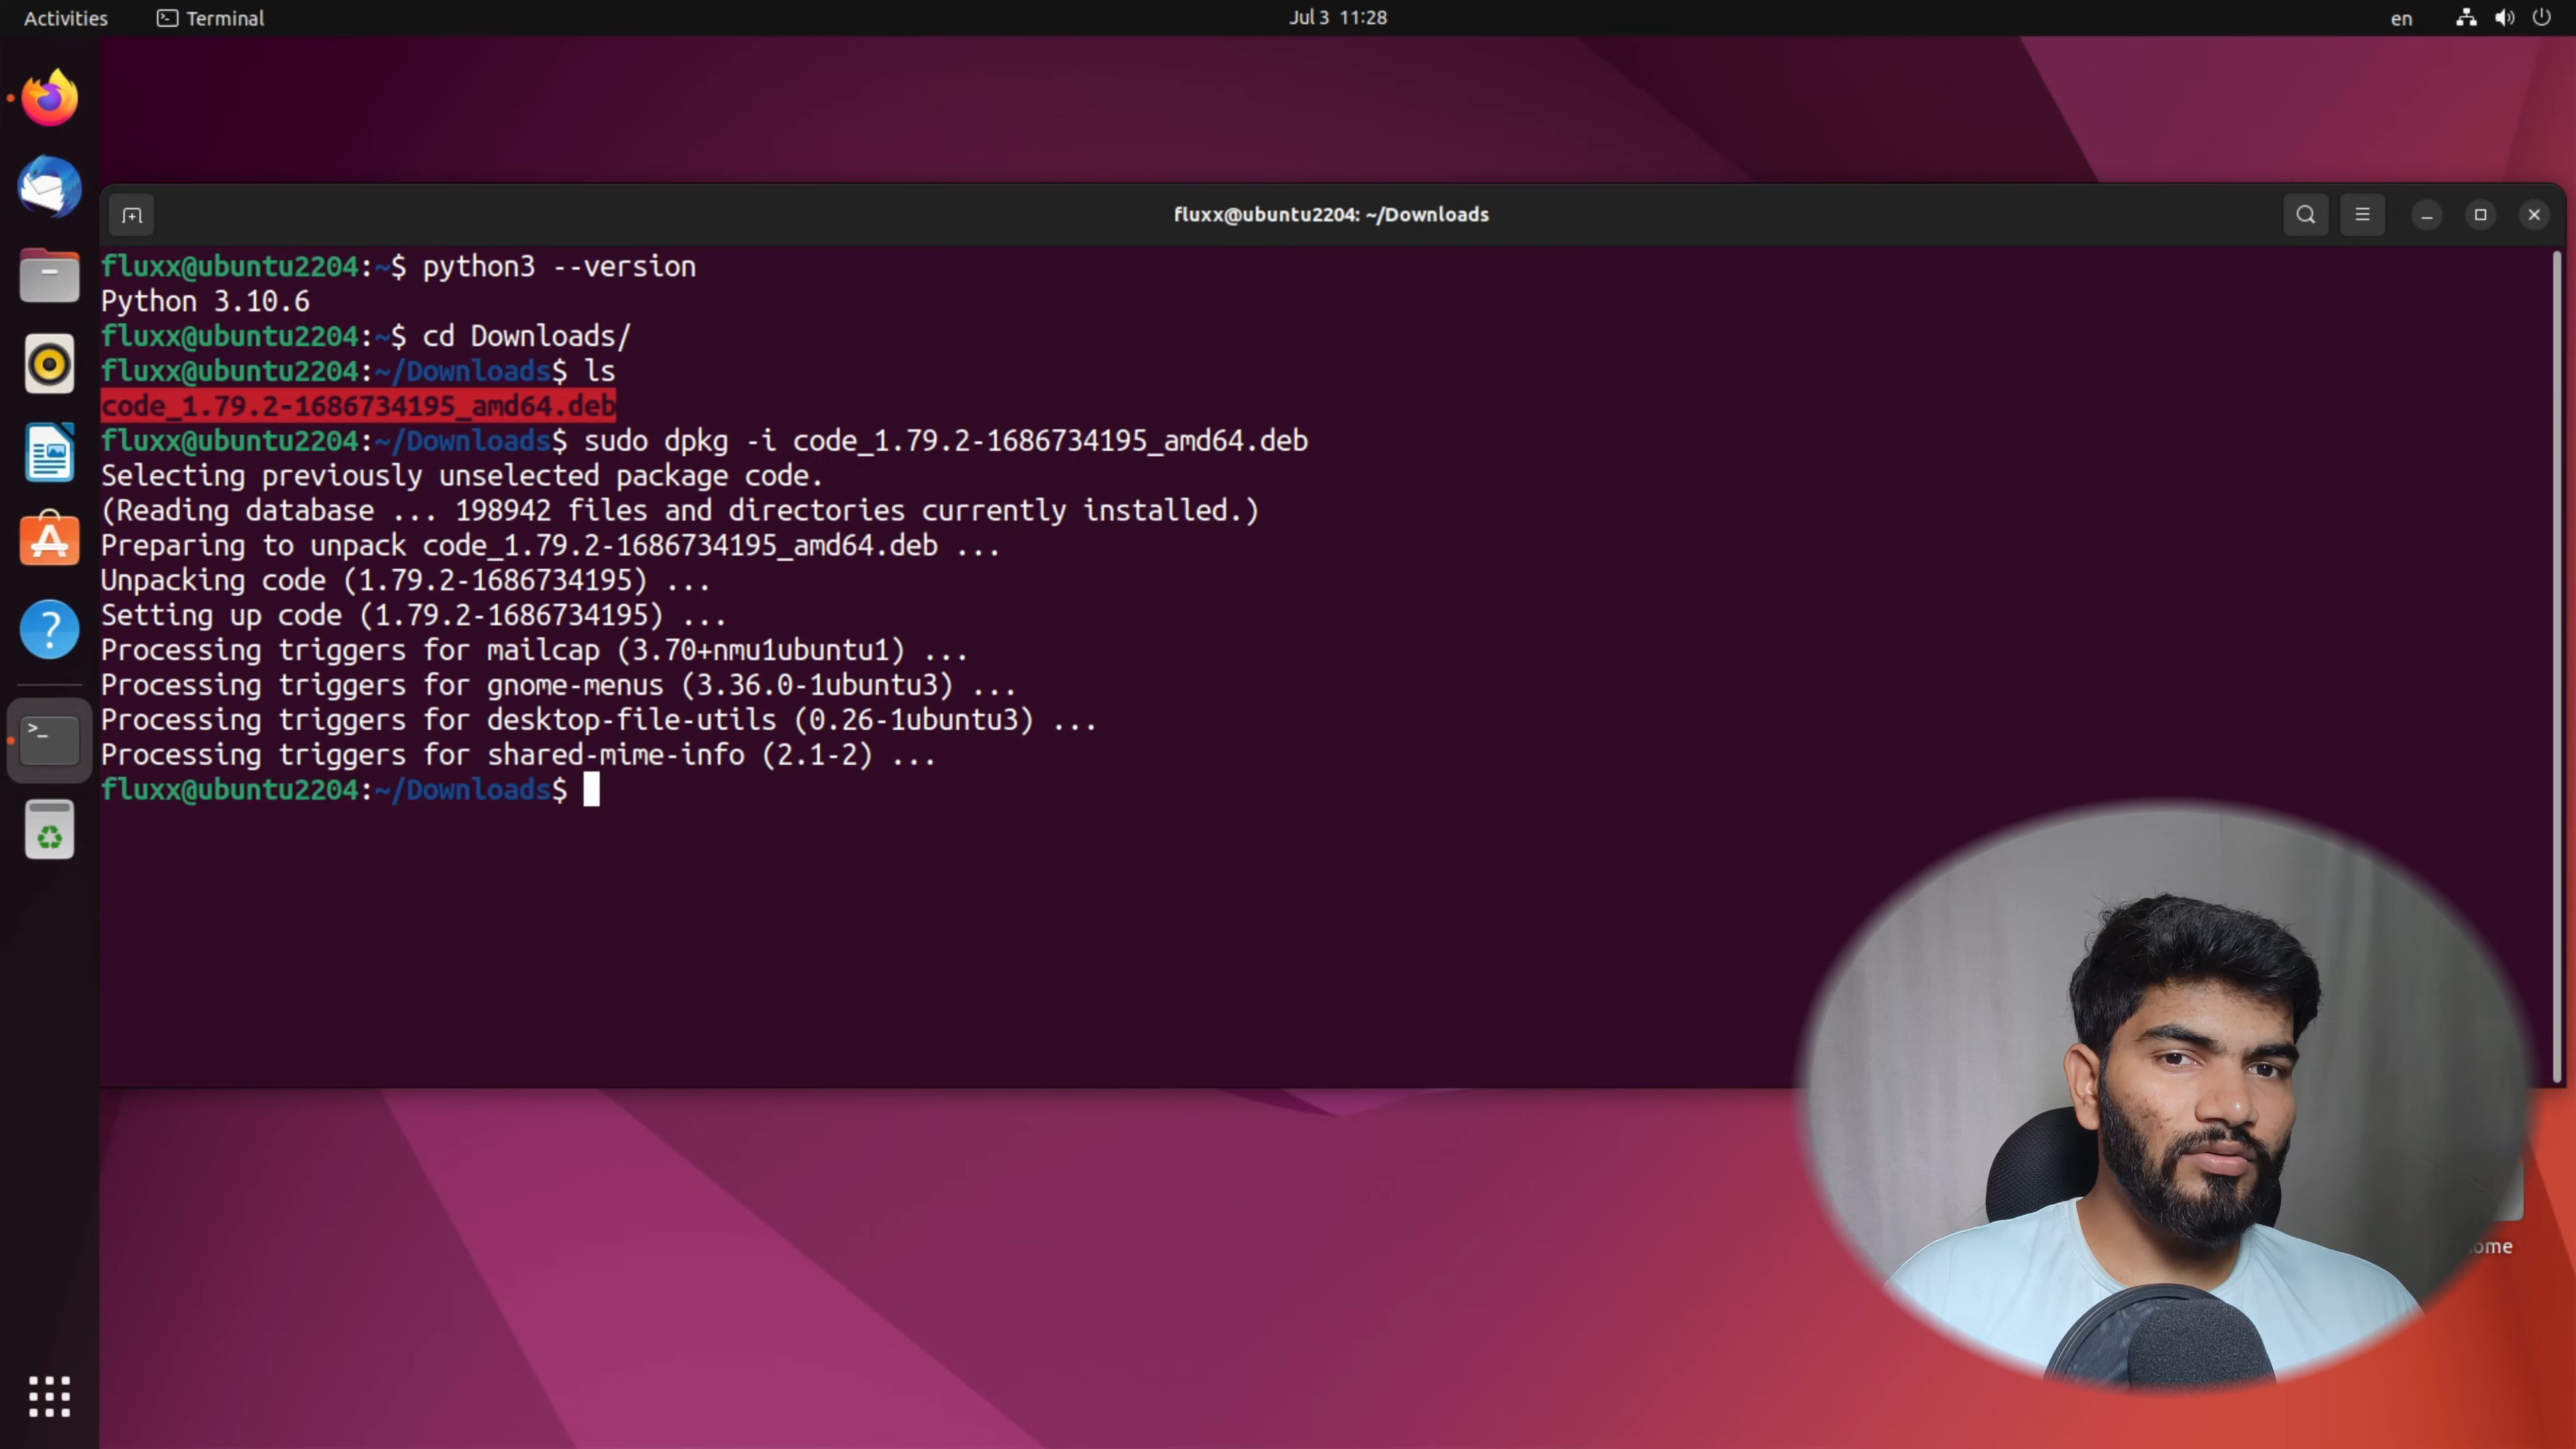 Activities
Terminal
Jul 3 11:28
en
fluxx@ubuntu2204: ~/Downloads
fluxx@ubuntu2204:~$ python3 --version
Python 3.10.6
fluxx@ubuntu2204:~$ cd Downloads/
fluxx@ubuntu2204:~/Downloads$ ls
code_1.79.2-1686734195_amd64.deb
fluxx@ubuntu2204:~/Downloads$ sudo dpkg -i code_1.79.2-1686734195_amd64.deb
Selecting previously unselected package code.
(Reading database ... 198942 files and directories currently installed.)
Preparing to unpack code_1.79.2-1686734195_amd64.deb ...
Unpacking code (1.79.2-1686734195) ...
Setting up code (1.79.2-1686734195) ...
Processing triggers for mailcap (3.70+nmu1ubuntu1) ...
Processing triggers for gnome-menus (3.36.0-1ubuntu3) ...
Processing triggers for desktop-file-utils (0.26-1ubuntu3) ...
Processing triggers for shared-mime-info (2.1-2) ...
fluxx@ubuntu2204:~/Downloads$